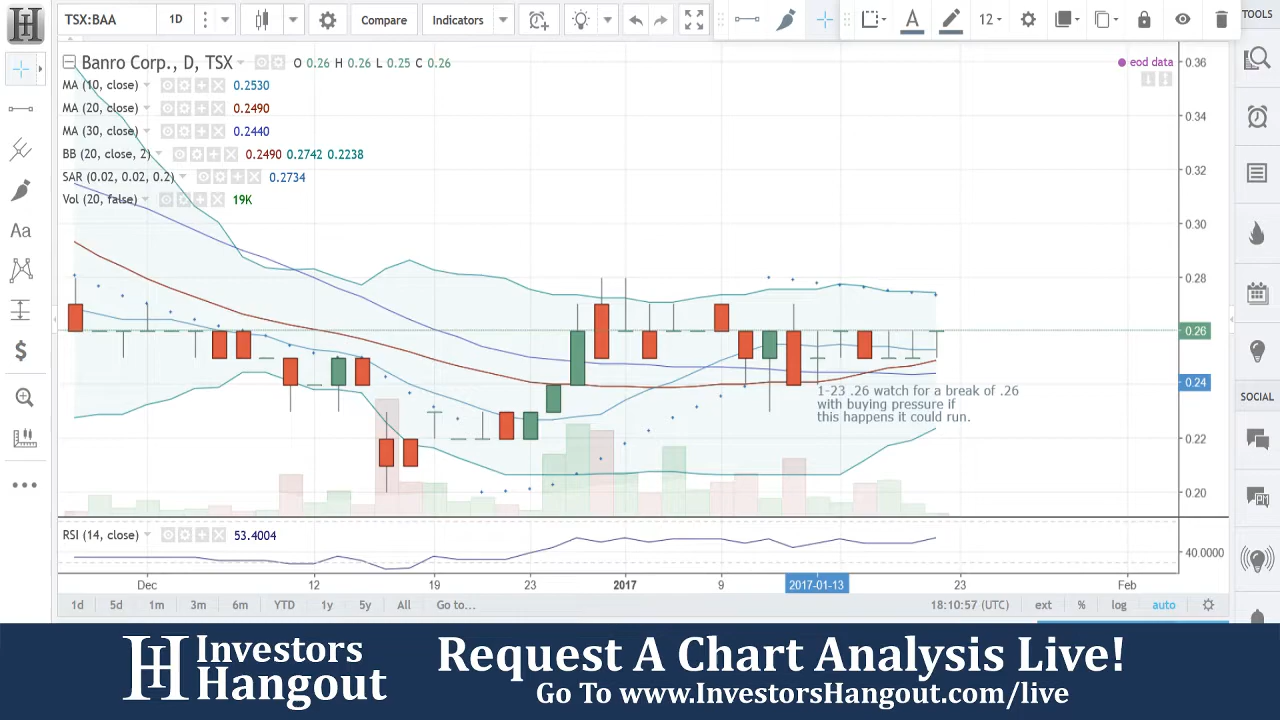 TSX:BAA 1D Compare Indicators 12 TOOLS
Banro Corp., D, TSX O 0.26 H 0.26 L 0.25 C 0.26
eod data
MA (10, close) 0.2530
MA (20, close) 0.2490
MA (30, close) 0.2440
BB (20, close, 2) 0.2490 0.2742 0.2238
SAR (0.02, 0.02, 0.2) 0.2734
Vol (20, false) 19K
0.36
0.34
0.32
0.30
0.28
0.26
0.24
0.22
0.20
Aa
1-23 .26 watch for a break of .26
with buying pressure if
this happens it could run.
SOCIAL
RSI (14, close) 53.4004
40.0000
Dec 12 19 23 2017 9 2017-01-13 23 Feb
1d 5d 1m 3m 6m YTD 1y 5y All Go to... 18:10:57 (UTC) ext % log auto
H Investors
Hangout
Request A Chart Analysis Live!
Go To www.InvestorsHangout.com/live